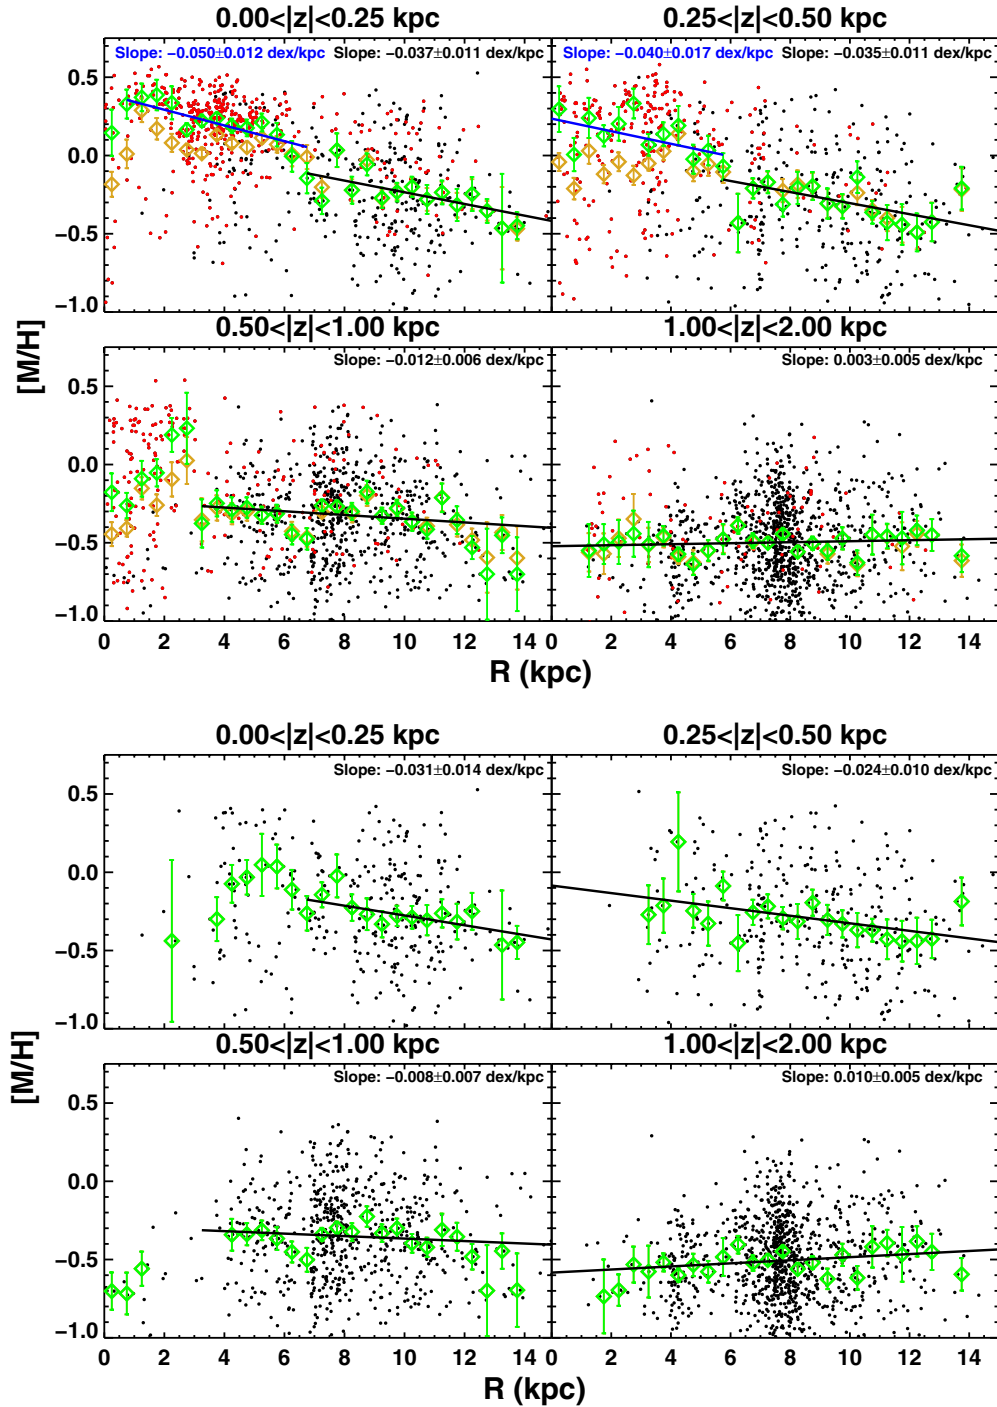 0.00<|z|<0.25 kpc
0.25<|z|<0.50 kpc
Slope: −0.050±0.012 dex/kpc
Slope: −0.037±0.011 dex/kpc
Slope: −0.040±0.017 dex/kpc
Slope: −0.035±0.011 dex/kpc
0.5
0.0
−0.5
−1.0
0.50<|z|<1.00 kpc
1.00<|z|<2.00 kpc
Slope: −0.012±0.006 dex/kpc
Slope: 0.003±0.005 dex/kpc
[M/H]
0.5
0.0
−0.5
−1.0
0 2 4 6 8 10 12 14
0 2 4 6 8 10 12 14
R (kpc)
0.00<|z|<0.25 kpc
0.25<|z|<0.50 kpc
Slope: −0.031±0.014 dex/kpc
Slope: −0.024±0.010 dex/kpc
0.5
0.0
−0.5
−1.0
0.50<|z|<1.00 kpc
1.00<|z|<2.00 kpc
Slope: −0.008±0.007 dex/kpc
Slope: 0.010±0.005 dex/kpc
[M/H]
0.5
0.0
−0.5
−1.0
0 2 4 6 8 10 12 14
0 2 4 6 8 10 12 14
R (kpc)